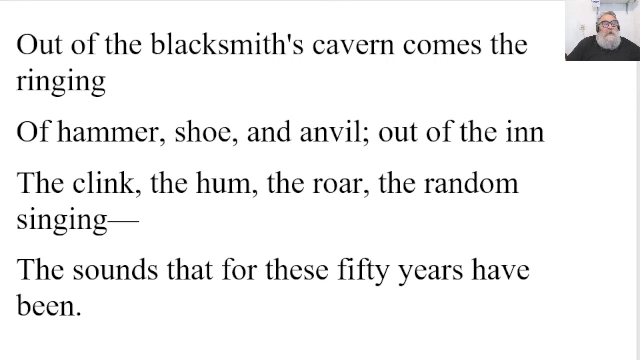 Out of the blacksmith's cavern comes the
ringing
Of hammer, shoe, and anvil; out of the inn
The clink, the hum, the roar, the random
singing—
The sounds that for these fifty years have
been.